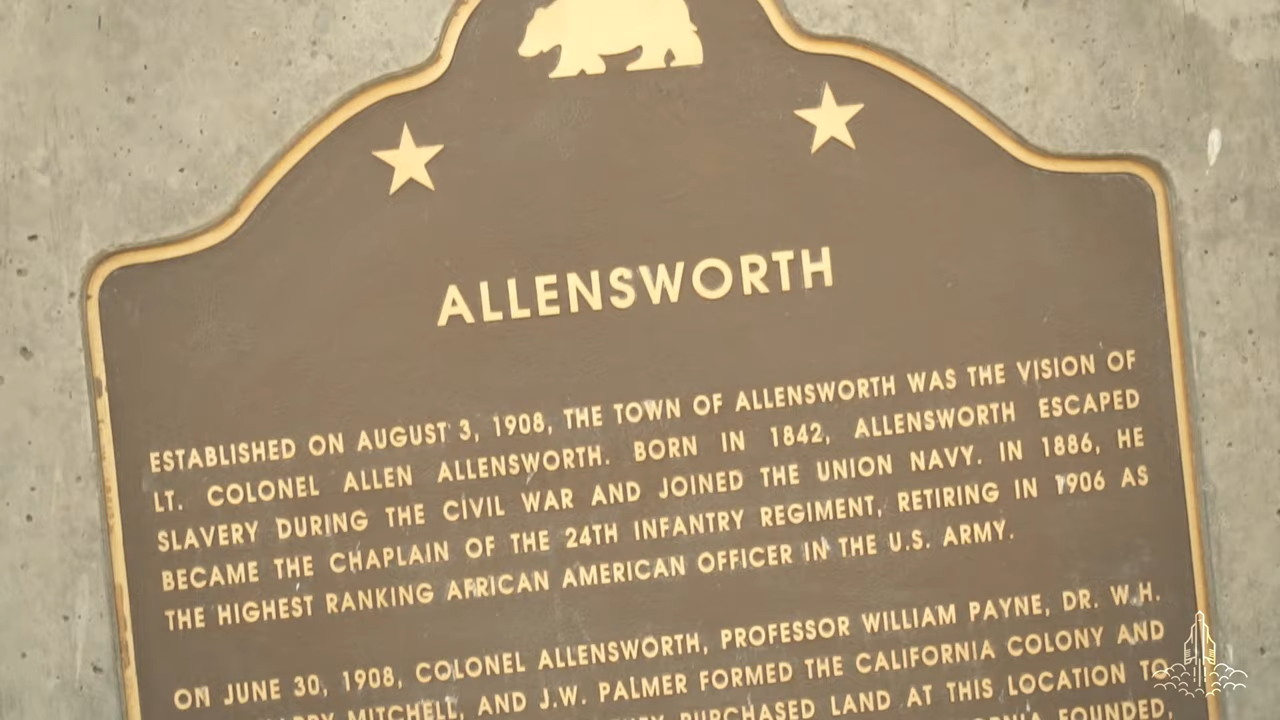 ALLENSWORTH
ESTABLISHED ON AUGUST 3, 1908, THE TOWN OF ALLENSWORTH WAS THE VISION OF
LT. COLONEL ALLEN ALLENSWORTH. BORN IN 1842, ALLENSWORTH ESCAPED
SLAVERY DURING THE CIVIL WAR AND JOINED THE UNION NAVY. IN 1886, HE
BECAME THE CHAPLAIN OF THE 24TH INFANTRY REGIMENT, RETIRING IN 1906 AS
THE HIGHEST RANKING AFRICAN AMERICAN OFFICER IN THE U.S. ARMY.
ON JUNE 30, 1908, COLONEL ALLENSWORTH, PROFESSOR WILLIAM PAYNE, DR. W.H.
MITCHELL, AND J.W. PALMER FORMED THE CALIFORNIA COLONY AND
PURCHASED LAND AT THIS LOCATION TO
FOUNDED,